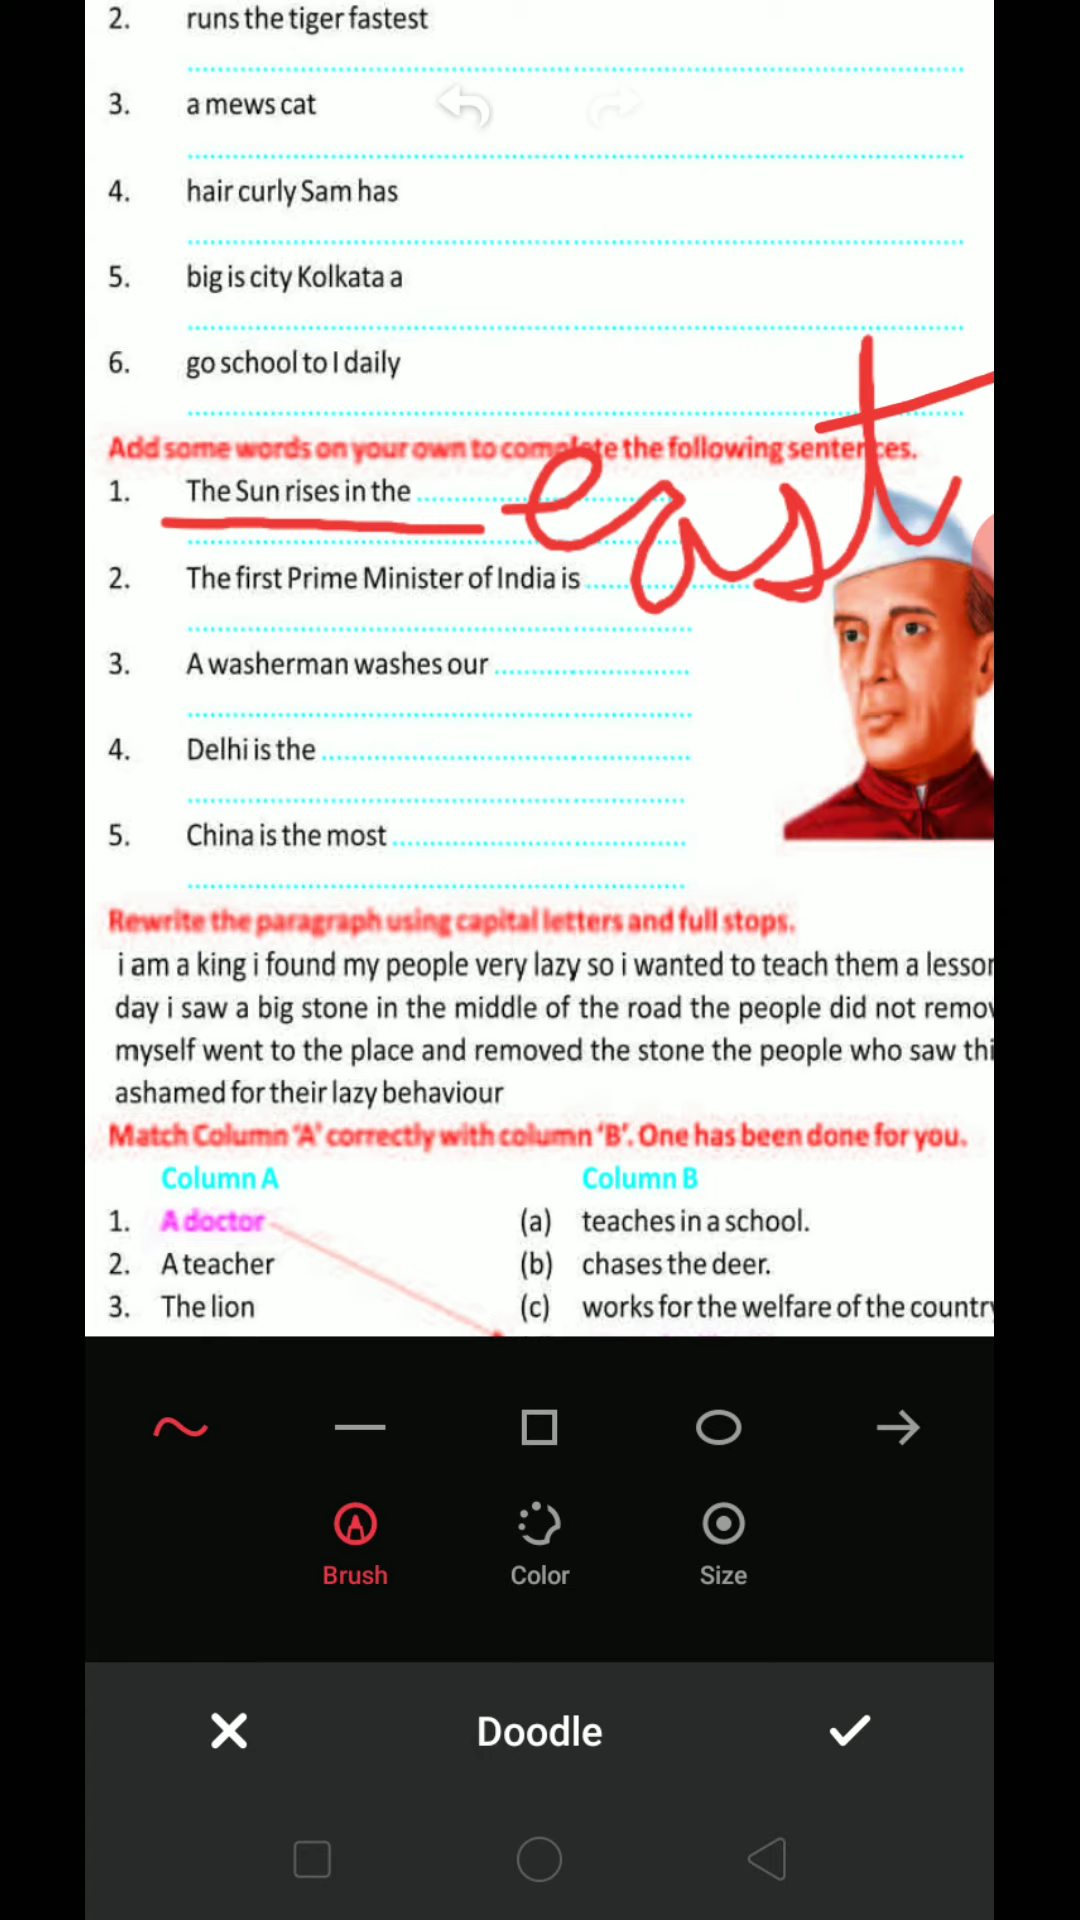 2. runs the tiger fastest
3. a mews cat
4. hair curly Sam has
5. big is city Kolkata a
6. go school to I daily
Add some words on your own to complete the following sentences.
1. The Sun rises in the east
2. The first Prime Minister of India is
3. A washerman washes our
4. Delhi is the
5. China is the most
Rewrite the paragraph using capital letters and full stops.
i am a king i found my people very lazy so i wanted to teach them a lesson
day i saw a big stone in the middle of the road the people did not remov
myself went to the place and removed the stone the people who saw thi
ashamed for their lazy behaviour
Match Column 'A' correctly with column 'B'. One has been done for you.
Column A Column B
1. A doctor (a) teaches in a school.
2. A teacher (b) chases the deer.
3. The lion (c) works for the welfare of the country
Brush Color Size
Doodle